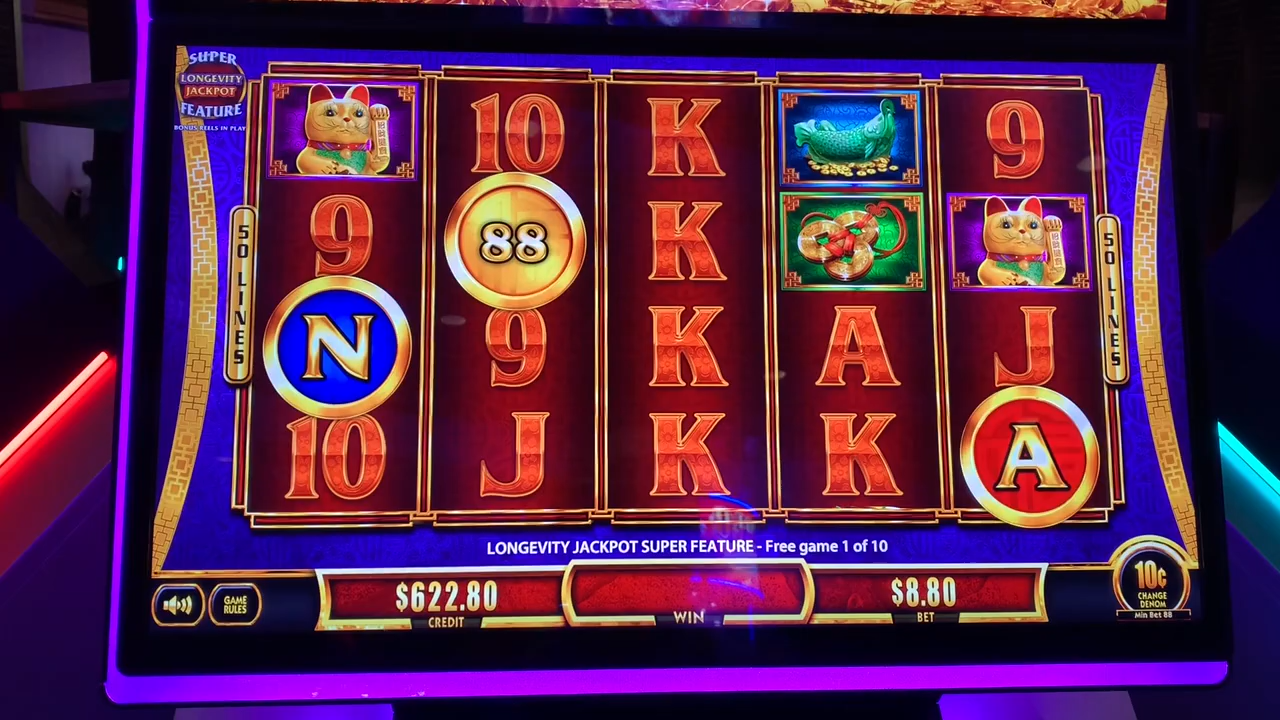 SUPER
LONGEVITY
JACKPOT
FEATURE
BONUS REELS IN PLAY
10 K 9
9 88 K
50 LINES
50 LINES
N 9 K A J
10 J K K A
LONGEVITY JACKPOT SUPER FEATURE - Free game 1 of 10
$622.80
CREDIT
WIN
$8.80
BET
GAME
RULES
10¢
CHANGE
DENOM
Min Bet 88